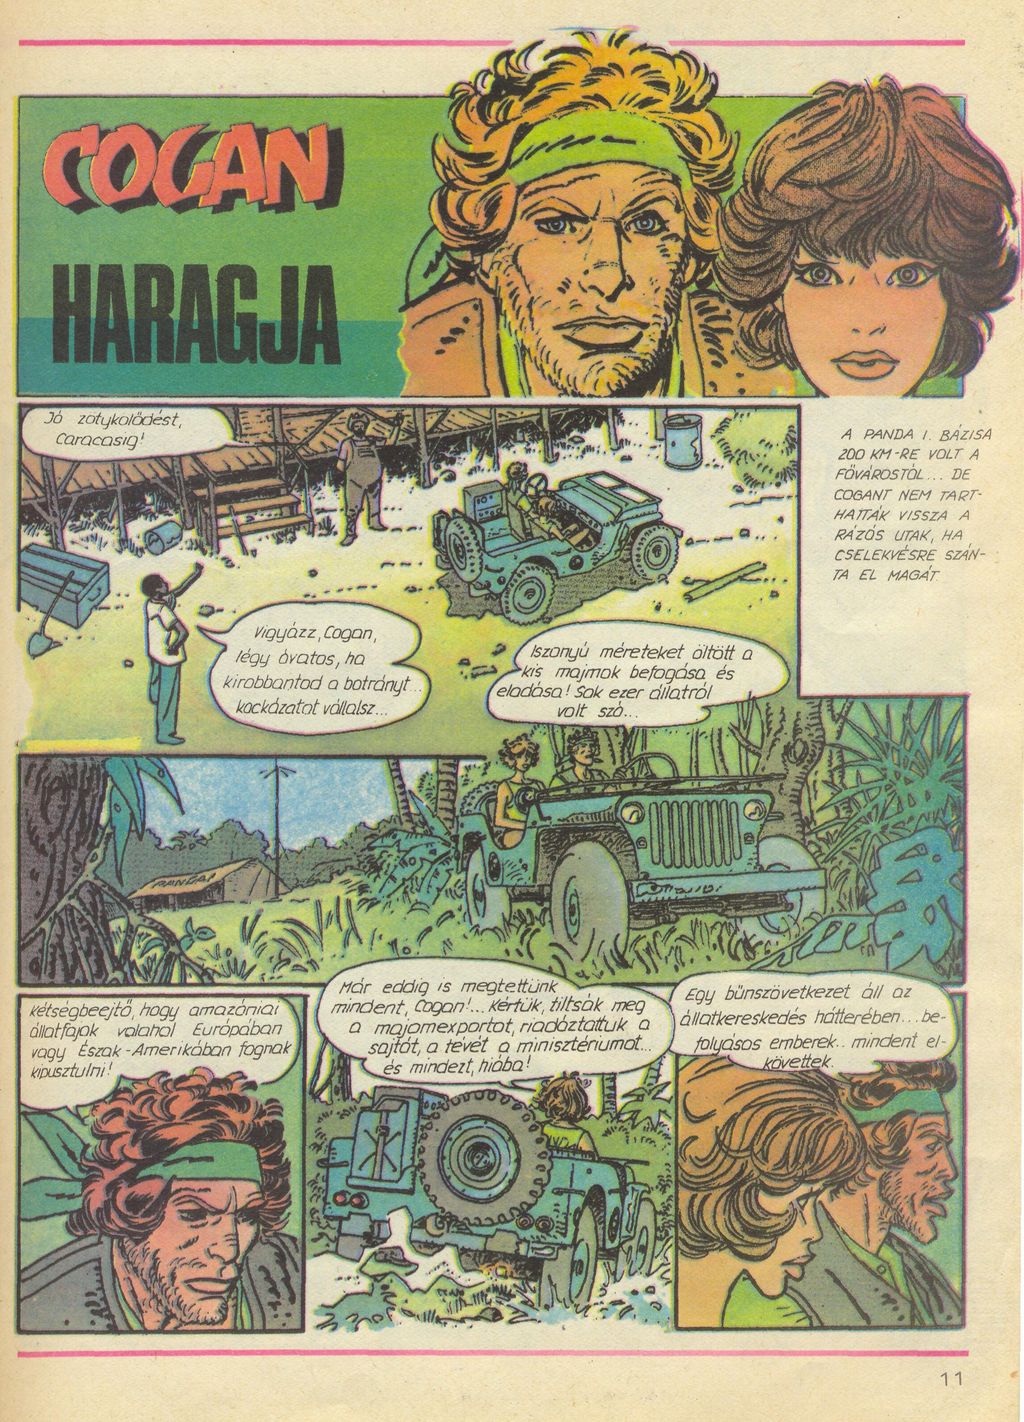 COGAN
HARAGJA
Jó zötykölődést,
Caracasig!
A PANDA I. BÁZISA
200 KM-RE VOLT A
FŐVÁROSTÓL... DE
COGANT NEM TART-
HATTÁK VISSZA A
RÁZÓS UTAK, HA
CSELEKVÉSRE SZÁN-
TA EL MAGÁT.
Vigyázz, Cogan,
légy óvatos, ha
kirobbantod a botrányt...
kockázatot vállalsz...
Iszonyú méreteket öltött a
kis majmok befogása és
eladása! Sok ezer állatról
volt szó...
Kétségbeejtő, hogy amazóniai
állatfajok valahol Európában
vagy Észak-Amerikában fognak
kipusztulni!
Már eddig is megtettünk
mindent, Cogan!... Kértük, tiltsák meg
a majomexportot, riadóztattuk a
sajtót, a tévét a minisztériumot...
és mindezt, hiába!
Egy bűnszövetkezet áll az
állatkereskedés hátterében... be-
folyásos emberek.. mindent el-
követtek.
11